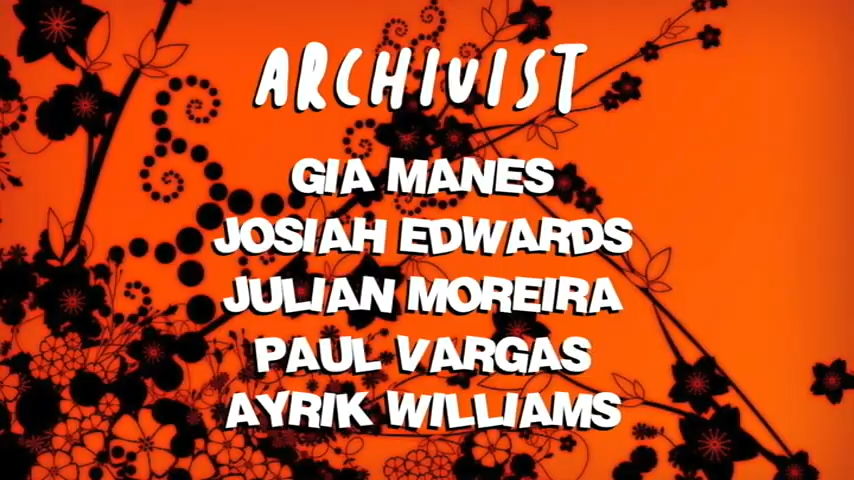 ARCHIVIST
GIA MANES
JOSIAH EDWARDS
JULIAN MOREIRA
PAUL VARGAS
AYRIK WILLIAMS